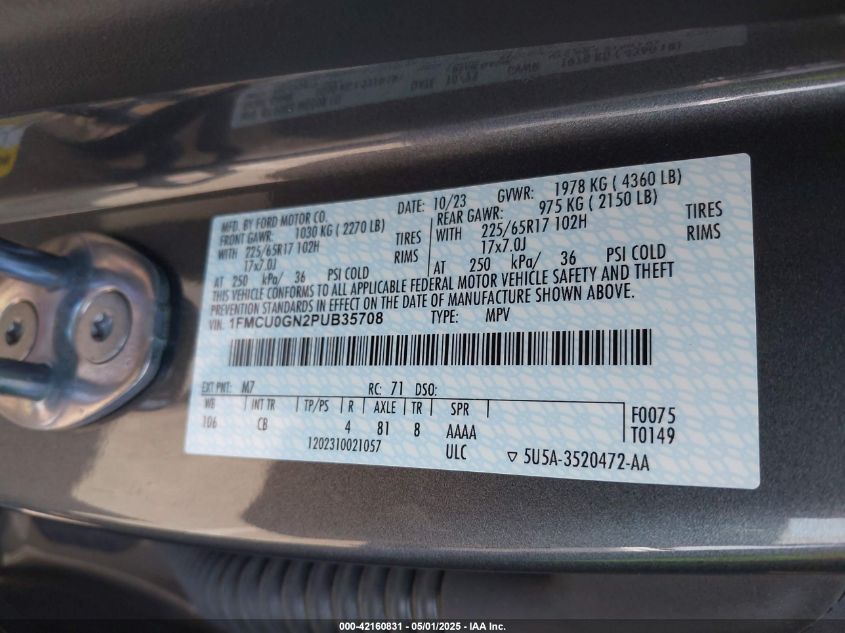 MFD. BY FORD MOTOR CO.
DATE: 10/23 GVWR: 1978 KG ( 4360 LB)
FRONT GAWR: 1030 KG ( 2270 LB) REAR GAWR: 975 KG ( 2150 LB)
WITH 225/65R17 102H TIRES WITH 225/65R17 102H TIRES
17x7.0J RIMS 17x7.0J RIMS
AT 250 kPa/ 36 PSI COLD AT 250 kPa/ 36 PSI COLD
THIS VEHICLE CONFORMS TO ALL APPLICABLE FEDERAL MOTOR VEHICLE SAFETY AND THEFT
PREVENTION STANDARDS IN EFFECT ON THE DATE OF MANUFACTURE SHOWN ABOVE.
VIN: 1FMCU0GN2PUB35708 TYPE: MPV
EXT PNT: M7 RC: 71 DSO:
WB INT TR TP/PS R AXLE TR SPR
106 CB 4 81 8 AAAA
F0075
T0149
1202310021057 ULC ▽ 5U5A-3520472-AA
000-42160831 - 05/01/2025 - IAA Inc.